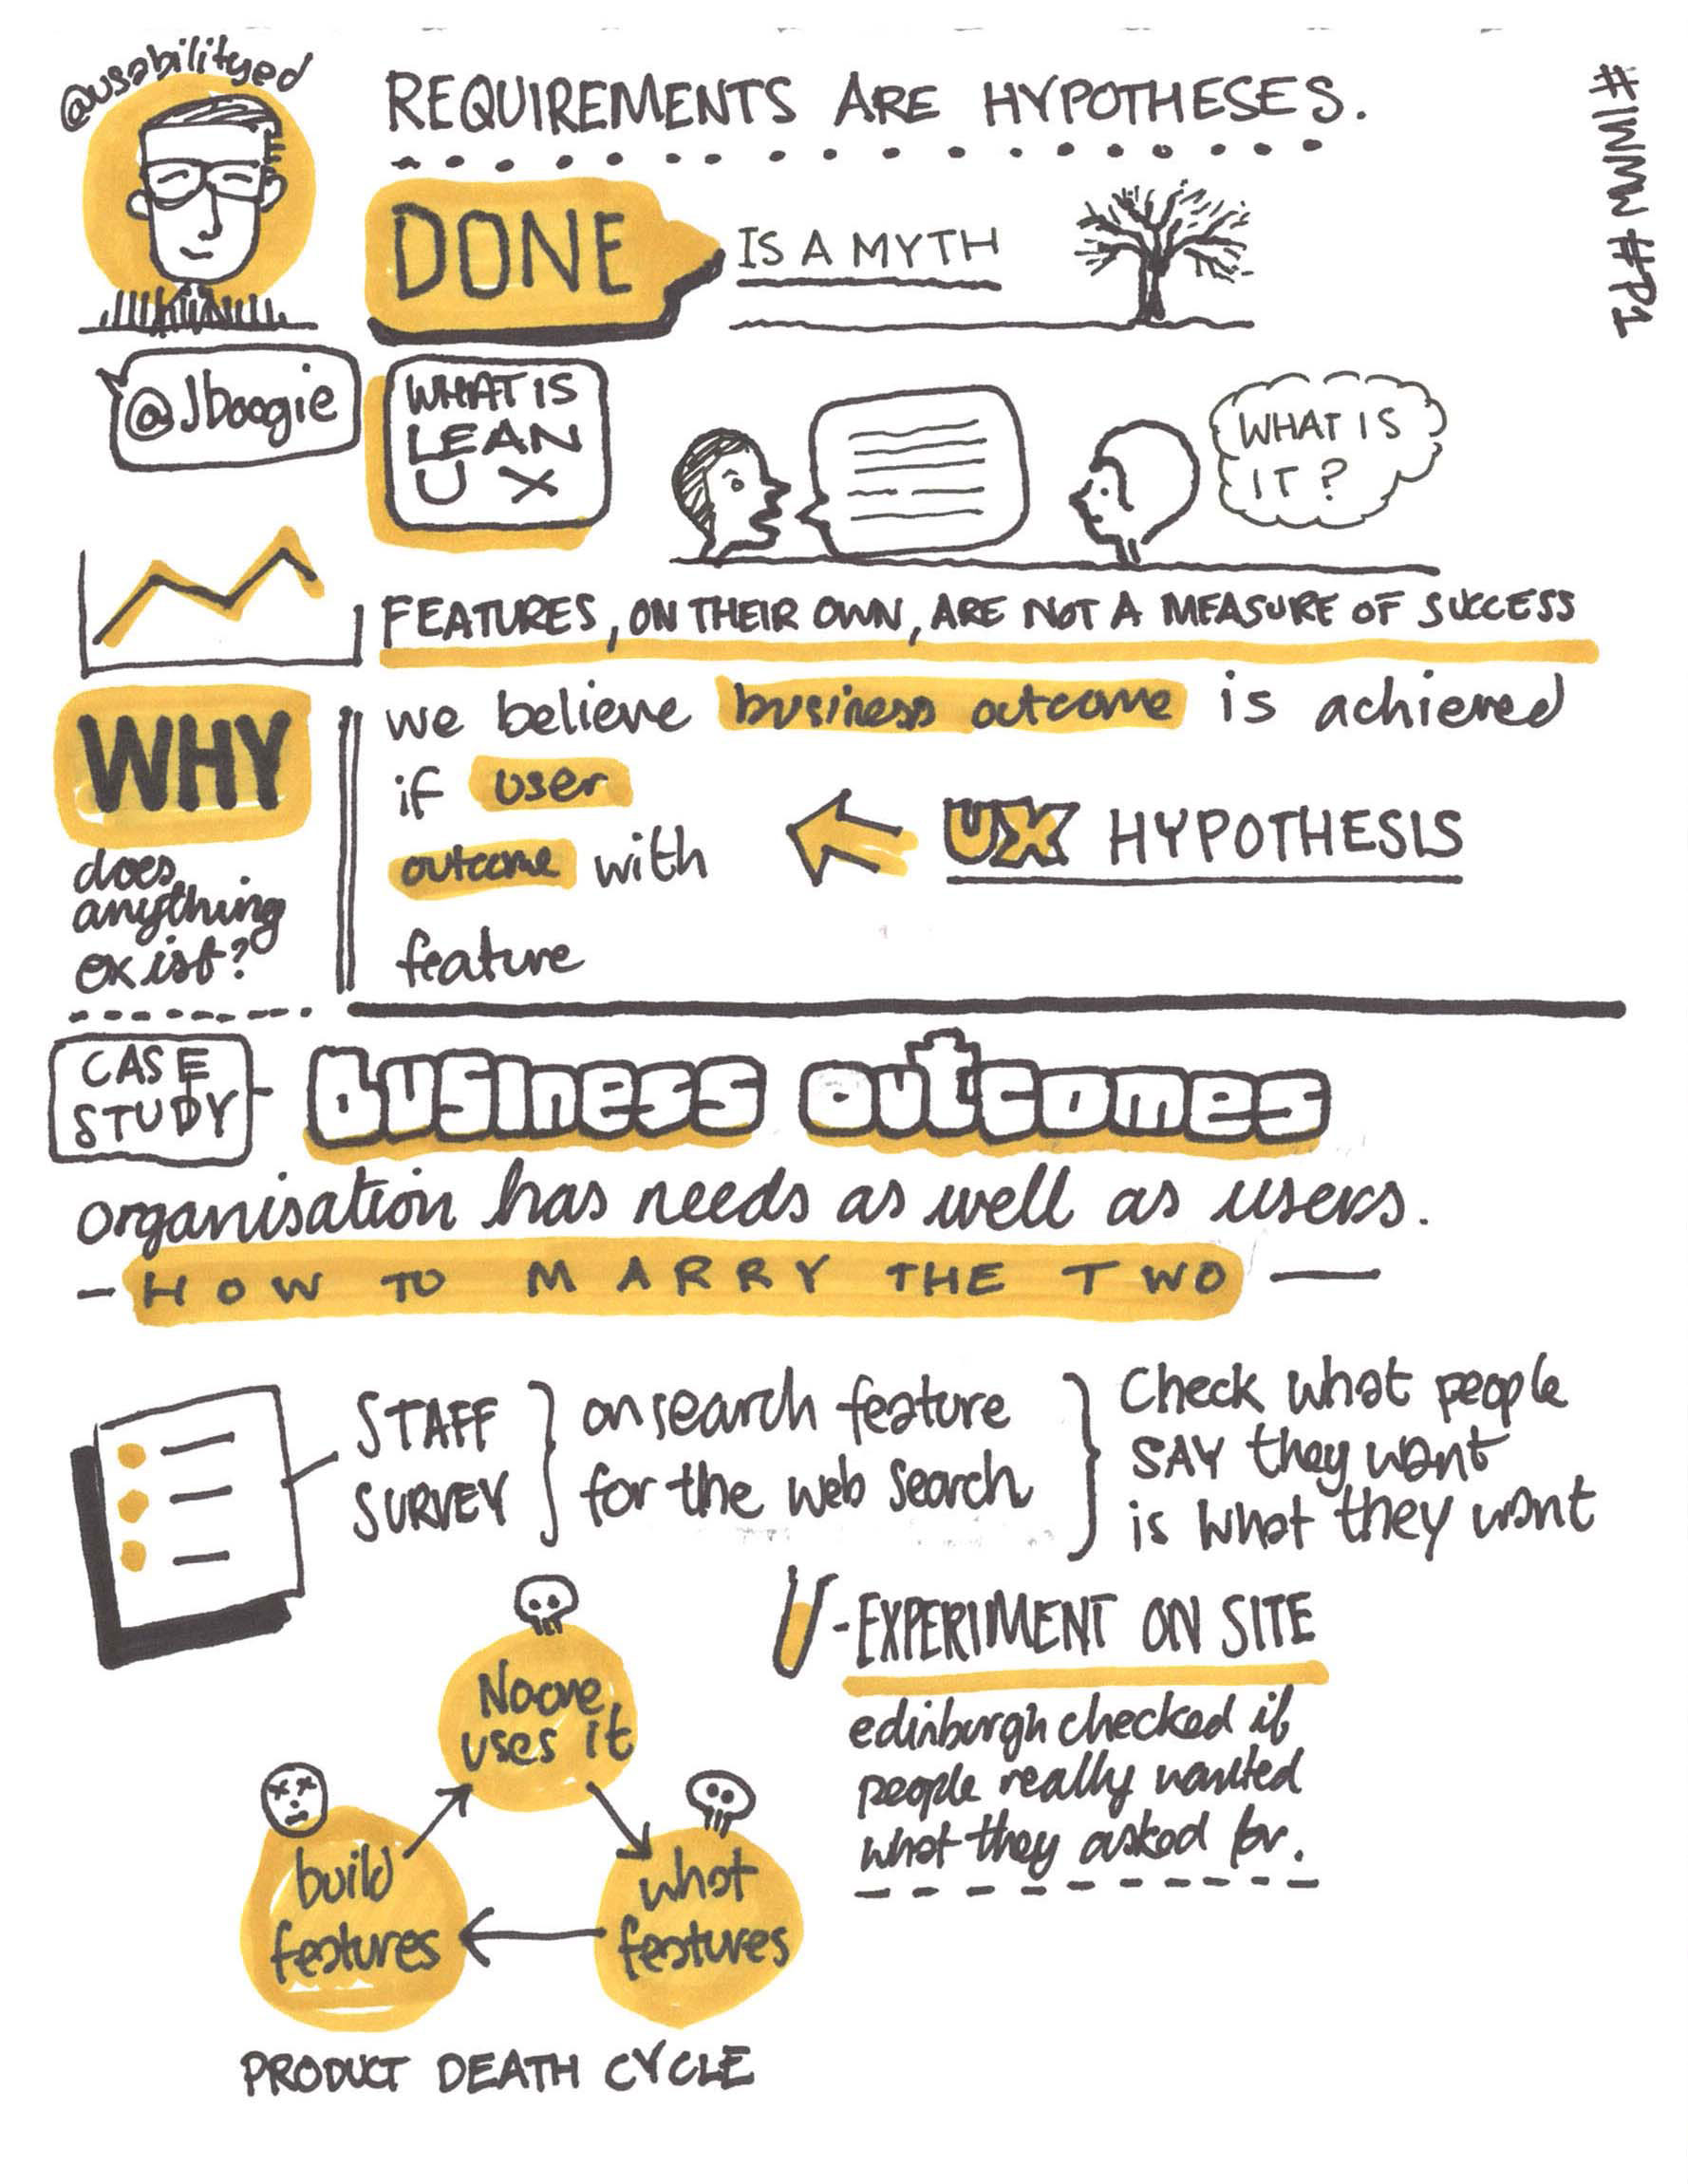 @usabilityed
REQUIREMENTS ARE HYPOTHESES.
#IWMW #P1
DONE
IS A MYTH
@Jboogie
WHAT IS
LEAN
UX
WHAT IS
IT?
FEATURES, ON THEIR OWN, ARE NOT A MEASURE OF SUCCESS
WHY
does
anything
exist?
we believe business outcome is achieved
if user
outcome with
feature
UX HYPOTHESIS
CASE
STUDY
Business outcomes
organisation has needs as well as users.
- HOW TO MARRY THE TWO -
STAFF
SURVEY
on search feature
for the web search
Check what people
SAY they want
is what they want
- EXPERIMENT ON SITE
edinburgh checked if
people really wanted
what they asked for.
No one
uses it
what
features
build
features
PRODUCT DEATH CYCLE